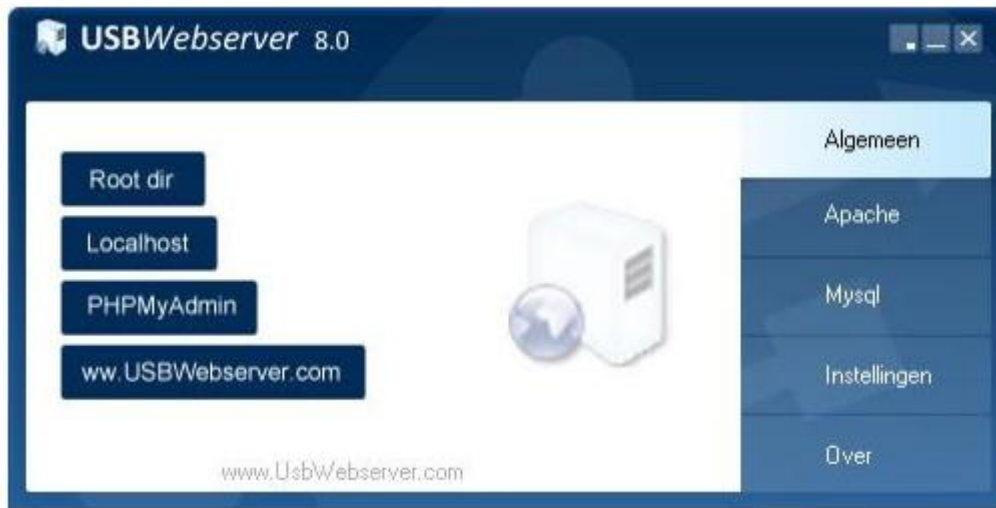 USBWebserver 8.0
Root dir
Localhost
PHPMyAdmin
ww.USBWebserver.com
www.UsbWebserver.com
Algemeen
Apache
Mysql
Instellingen
Over